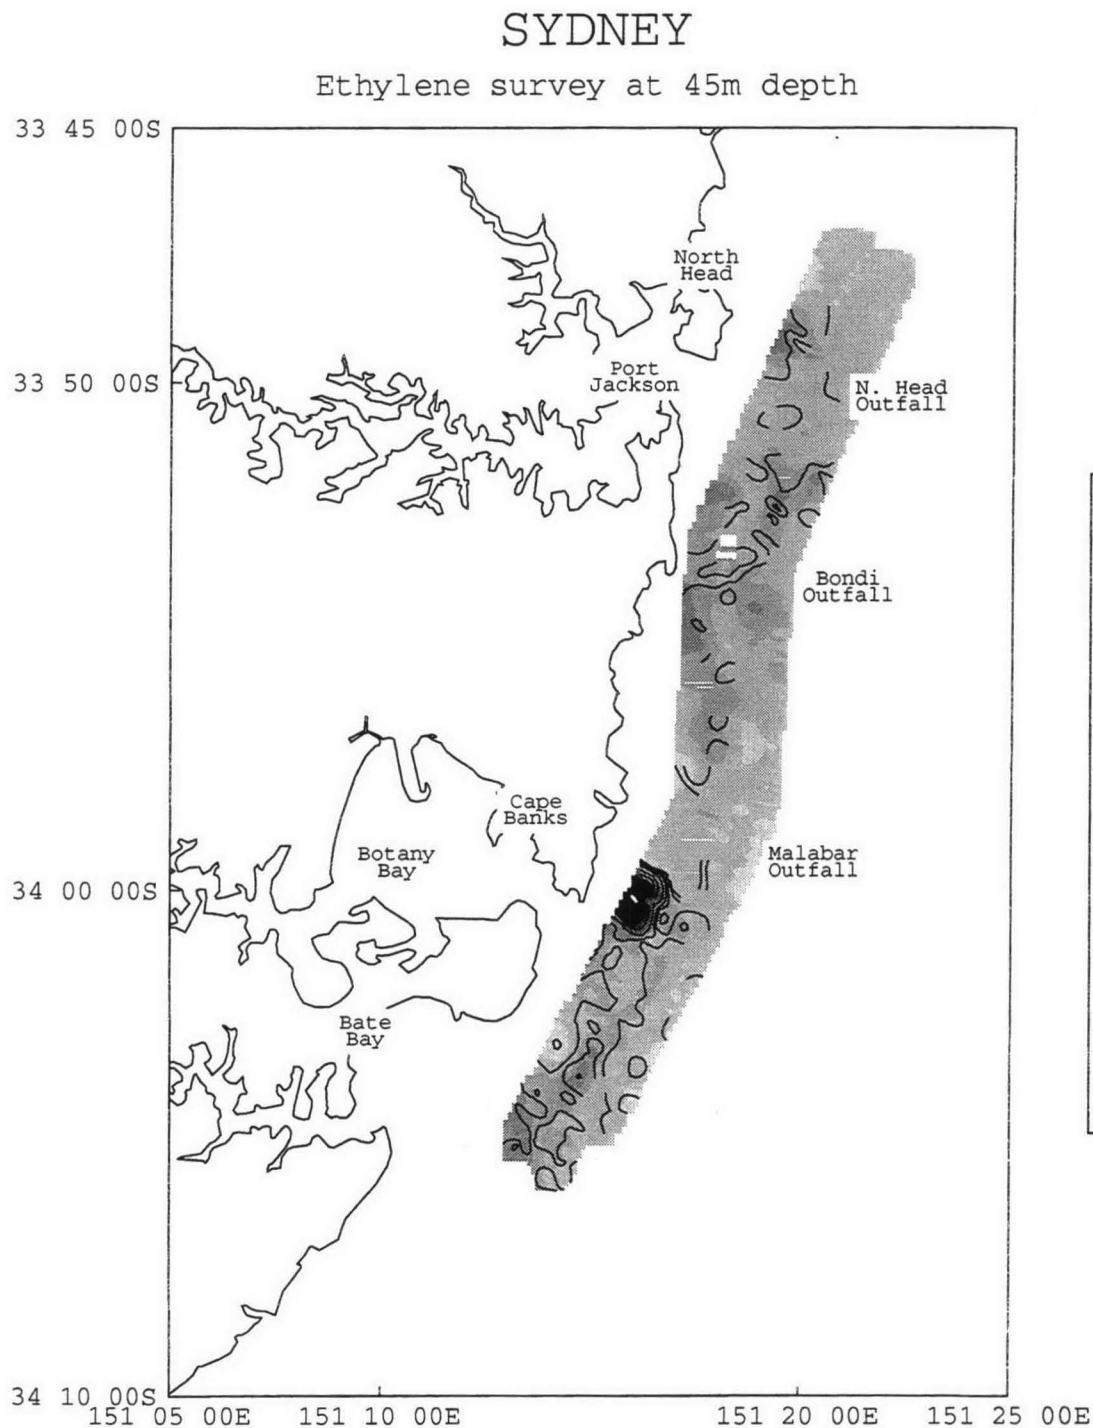 SYDNEY
Ethylene survey at 45m depth
33 45 00S
North
Head
33 50 00S
Port
Jackson
N. Head
Outfall
Bondi
Outfall
Cape
Banks
Botany
Bay
Malabar
Outfall
34 00 00S
Bate
Bay
34 10 00S
151 05 00E
151 10 00E
151 20 00E
151 25 00E